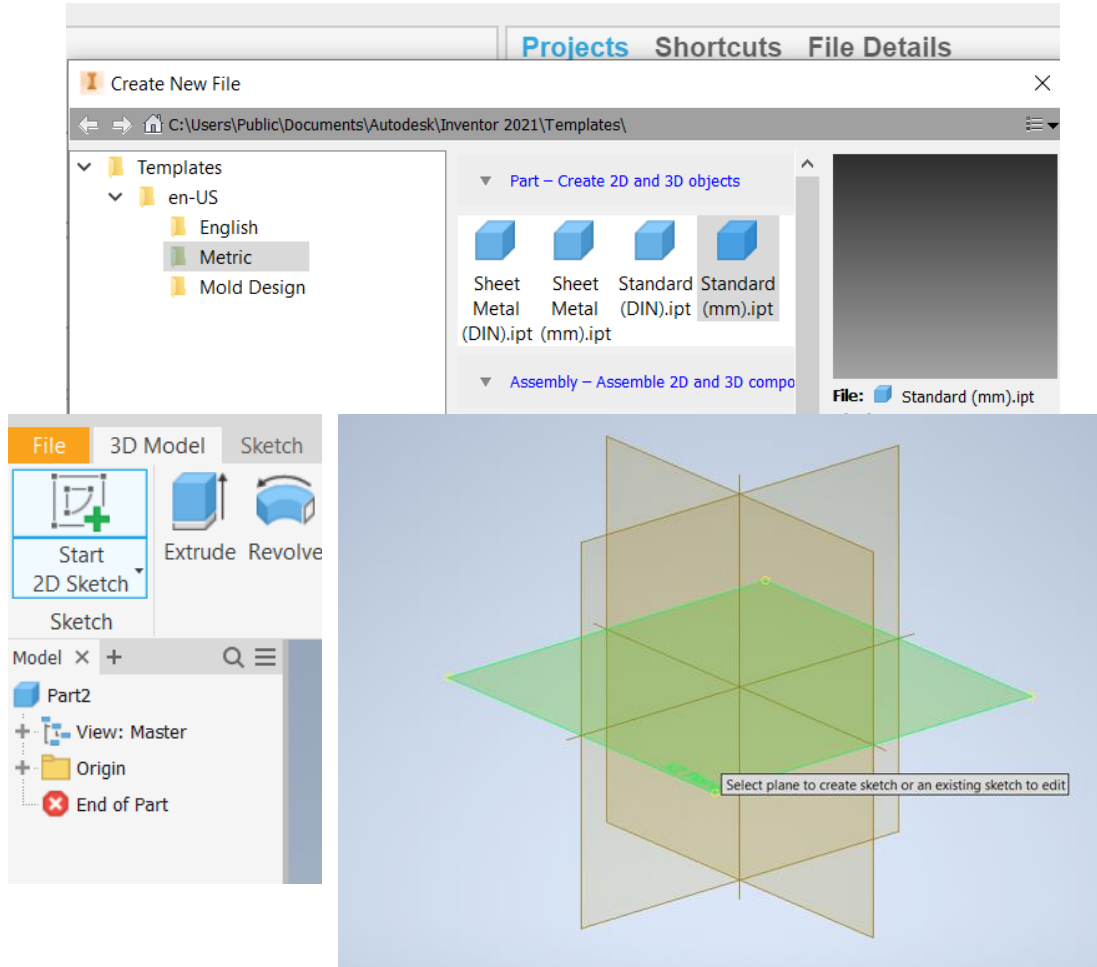 Projects Shortcuts File Details
Create New File
C:\Users\Public\Documents\Autodesk\Inventor 2021\Templates\
Templates
en-US
English
Metric
Mold Design
Part – Create 2D and 3D objects
Sheet Metal (DIN).ipt
Sheet Metal (mm).ipt
Standard (DIN).ipt
Standard (mm).ipt
Assembly – Assemble 2D and 3D compo
File: Standard (mm).ipt
File 3D Model Sketch
Start 2D Sketch
Extrude
Revolve
Sketch
Model
Part2
View: Master
Origin
End of Part
Select plane to create sketch or an existing sketch to edit